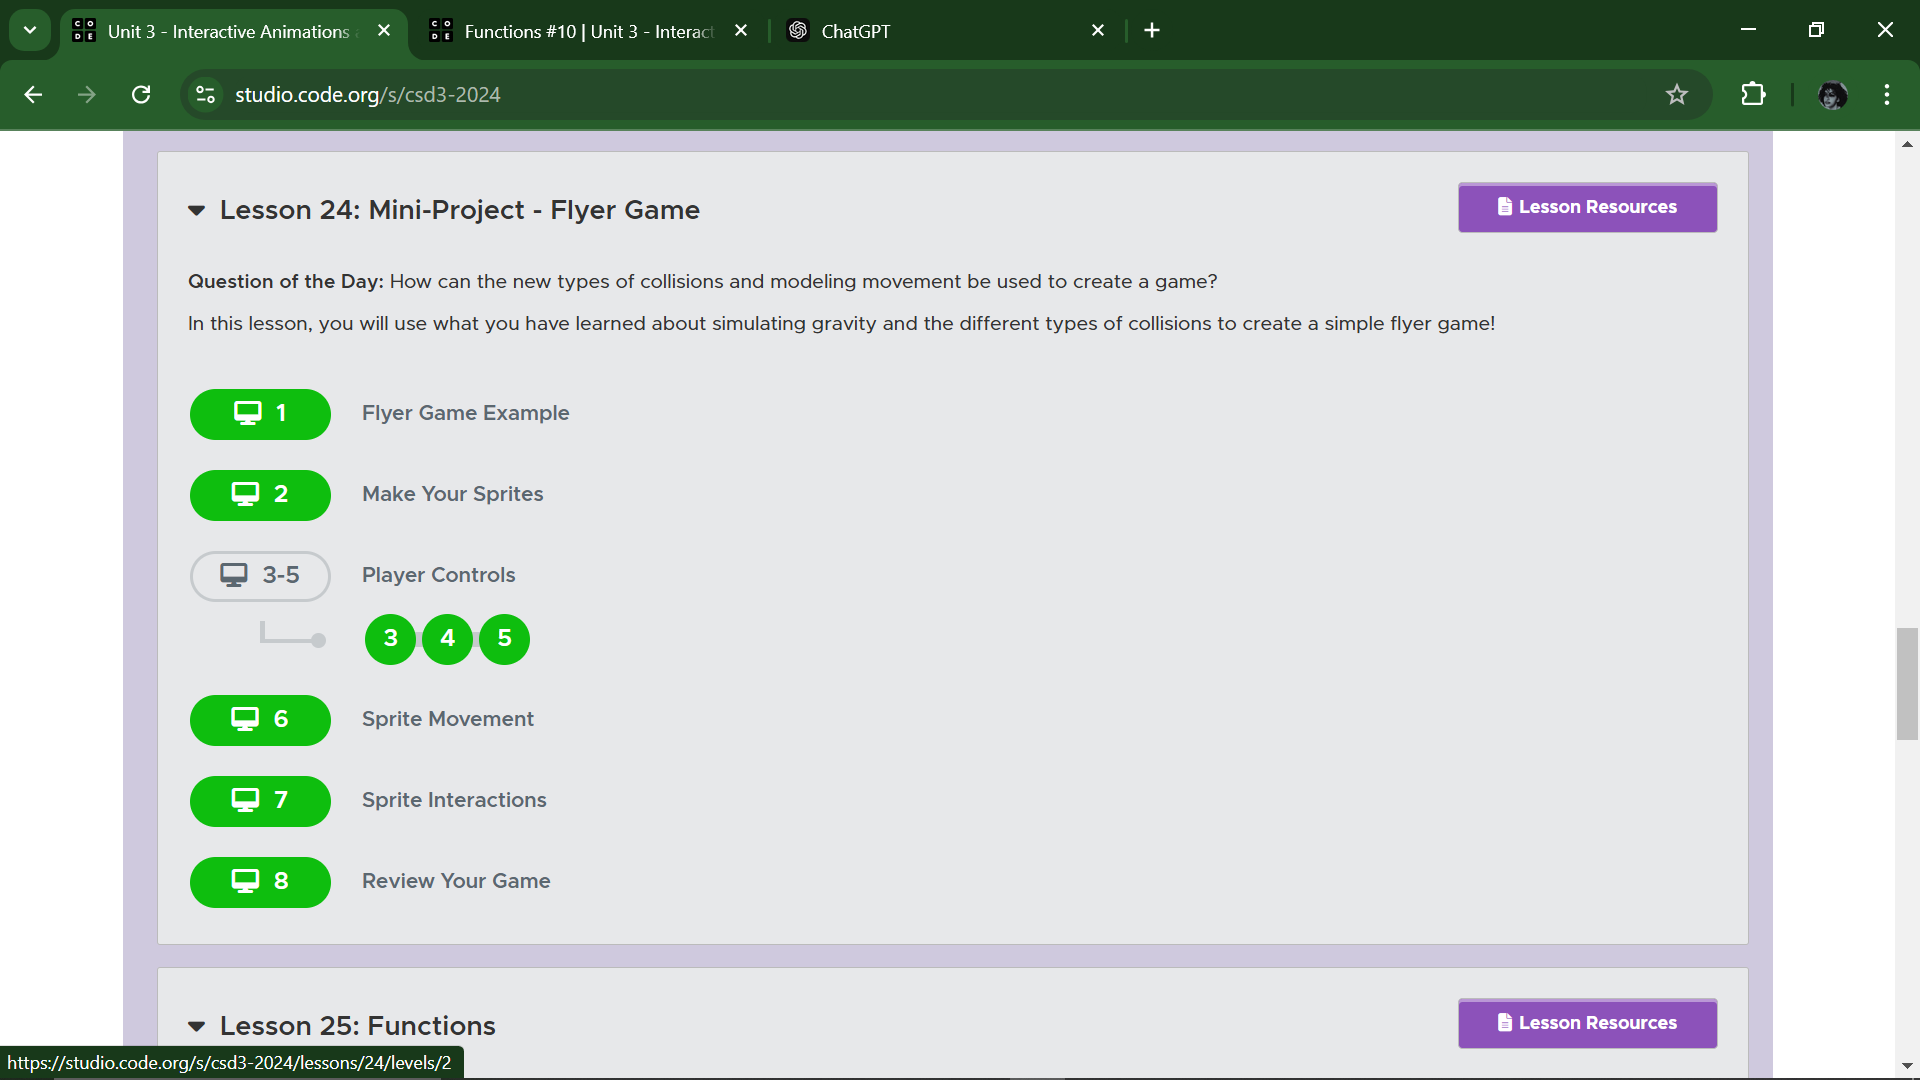 Unit 3 - Interactive Animations
Functions #10 | Unit 3 - Interact
ChatGPT
studio.code.org/s/csd3-2024
Lesson 24: Mini-Project - Flyer Game
Lesson Resources
Question of the Day: How can the new types of collisions and modeling movement be used to create a game?
In this lesson, you will use what you have learned about simulating gravity and the different types of collisions to create a simple flyer game!
1 Flyer Game Example
2 Make Your Sprites
3-5 Player Controls
3 4 5
6 Sprite Movement
7 Sprite Interactions
8 Review Your Game
Lesson 25: Functions
Lesson Resources
https://studio.code.org/s/csd3-2024/lessons/24/levels/2